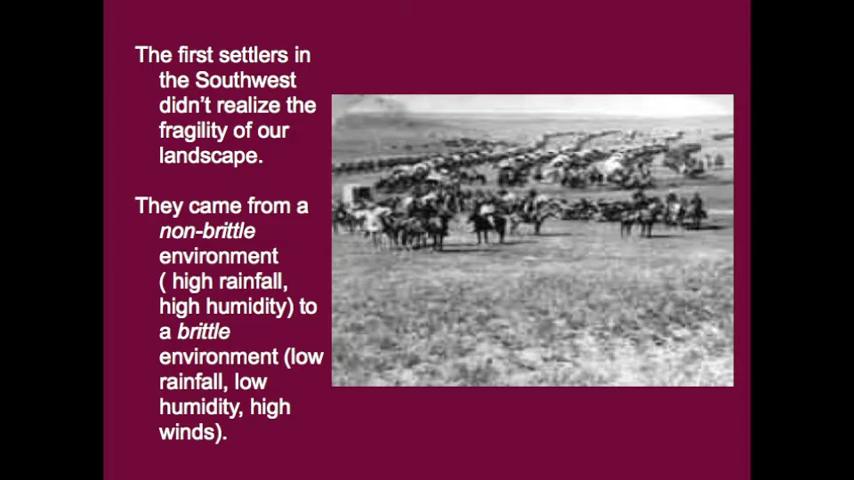 The first settlers in
the Southwest
didn't realize the
fragility of our
landscape.
They came from a
non-brittle
environment
( high rainfall,
high humidity) to
a brittle
environment (low
rainfall, low
humidity, high
winds).